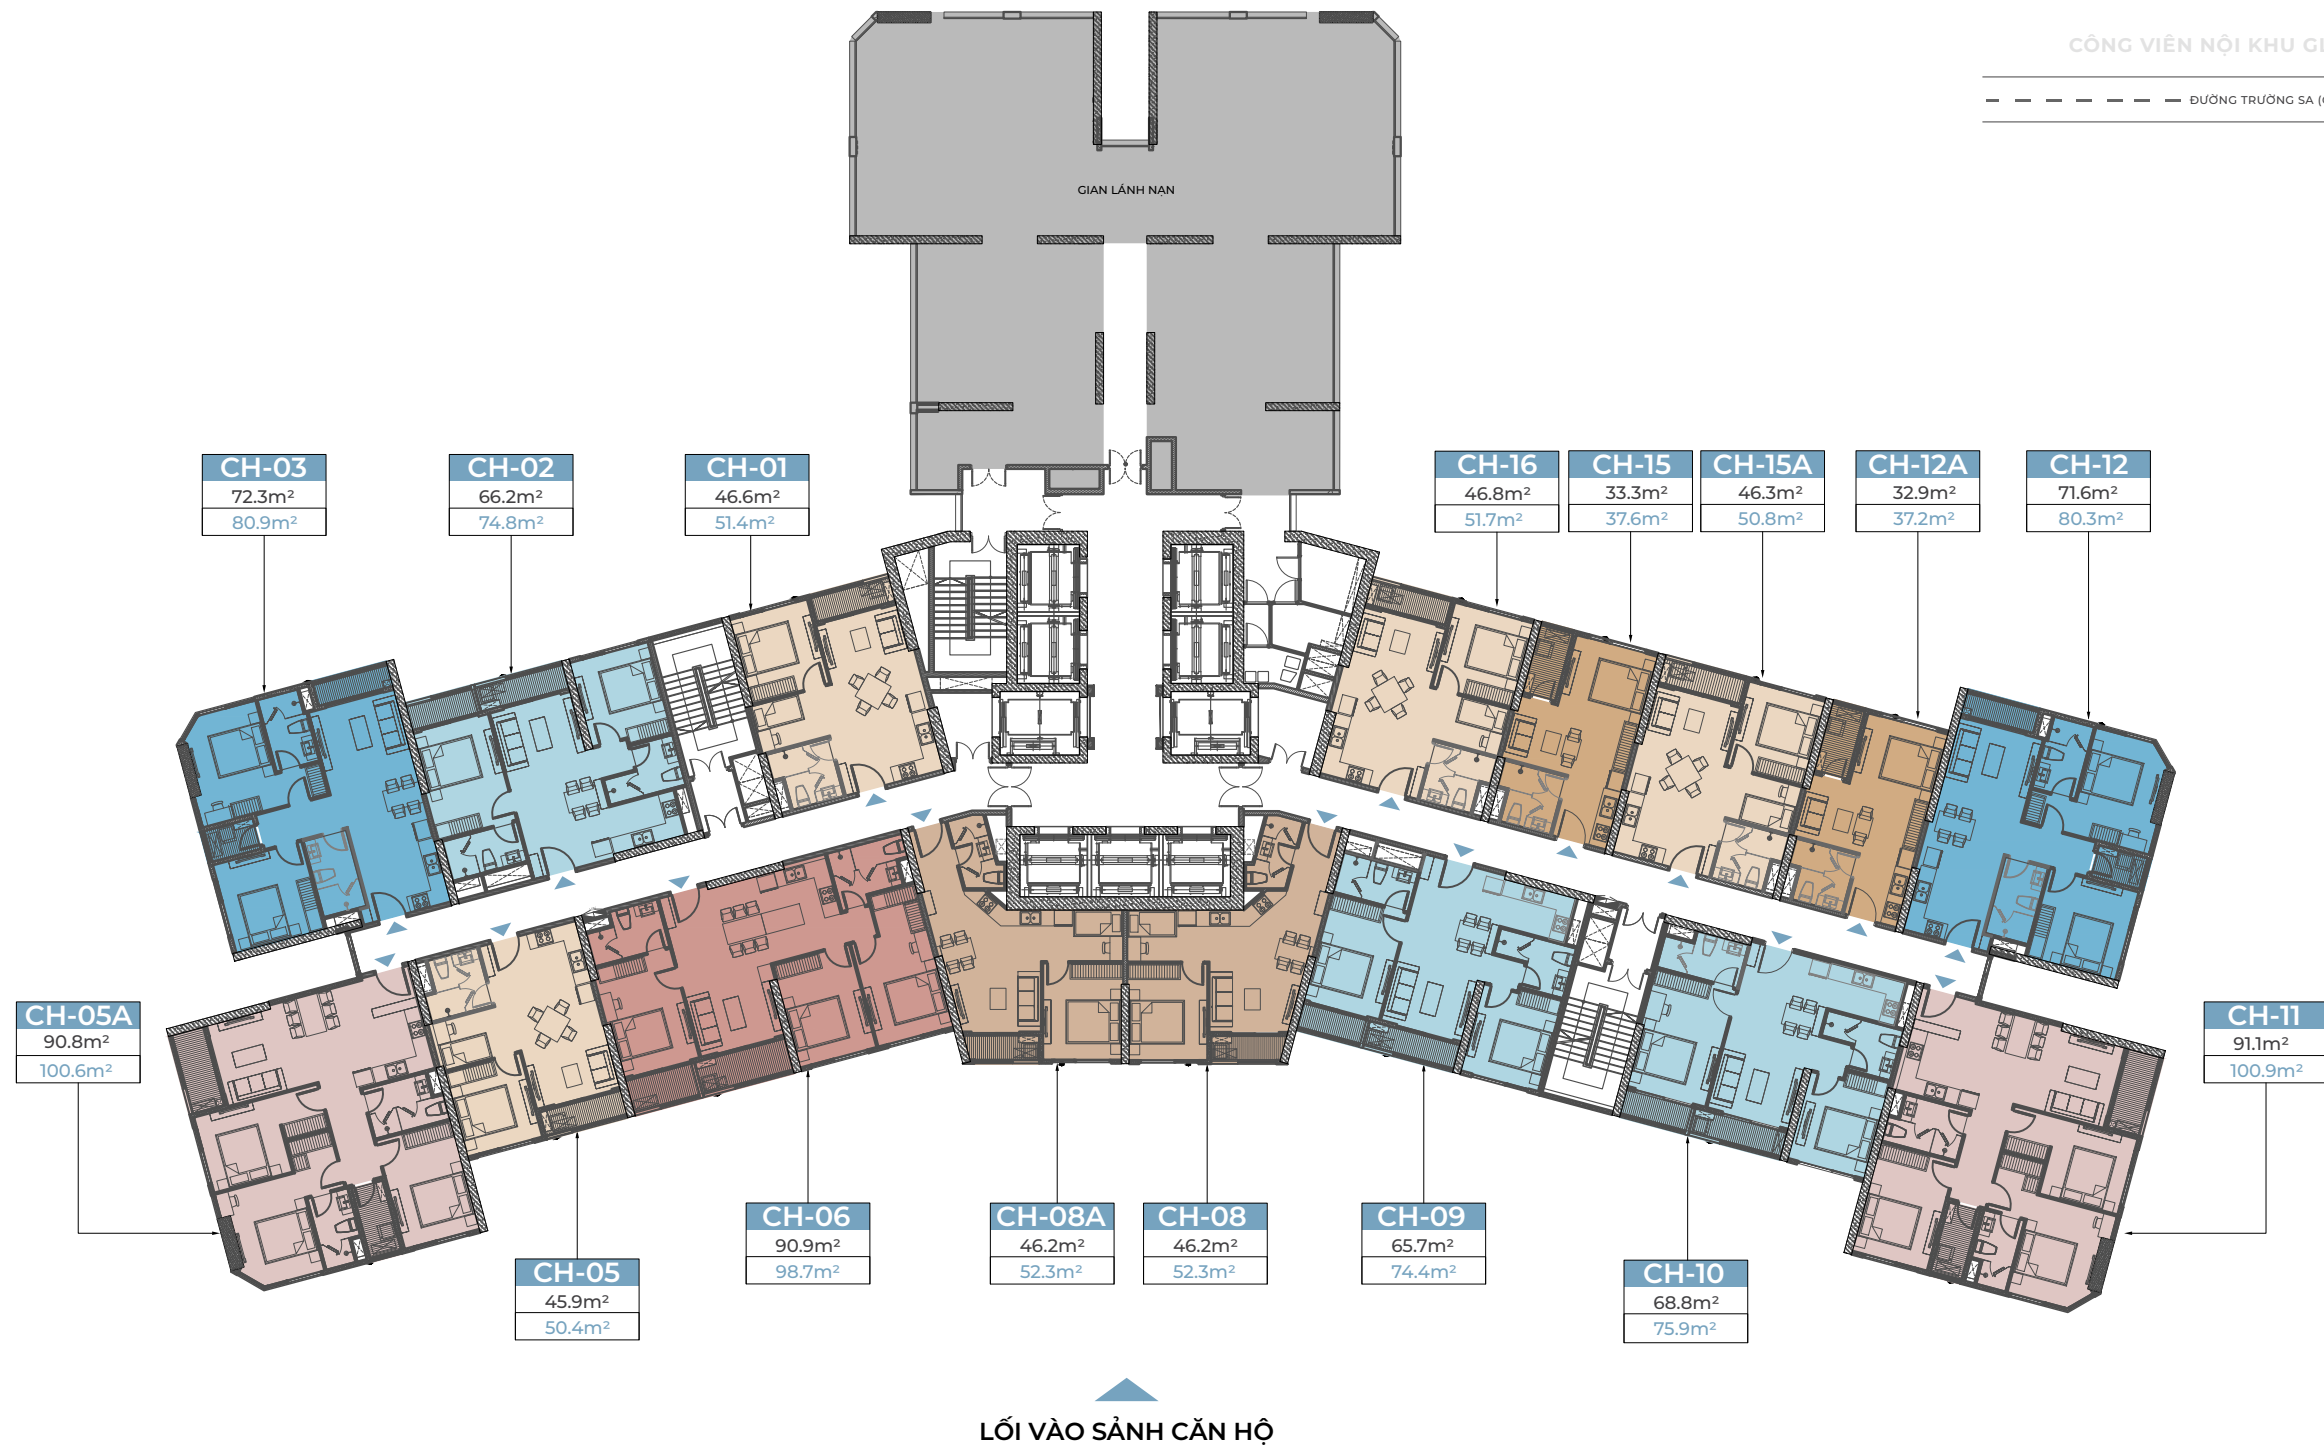 CÔNG VIÊN NỘI KHU
ĐƯỜNG TRƯỜNG SA
GIAN LÁNH NẠN
CH-03
72.3m²
80.9m²
CH-02
66.2m²
74.8m²
CH-01
46.6m²
51.4m²
CH-16
46.8m²
51.7m²
CH-15
33.3m²
37.6m²
CH-15A
46.3m²
50.8m²
CH-12A
32.9m²
37.2m²
CH-12
71.6m²
80.3m²
CH-05A
90.8m²
100.6m²
CH-11
91.1m²
100.9m²
CH-05
45.9m²
50.4m²
CH-06
90.9m²
98.7m²
CH-08A
46.2m²
52.3m²
CH-08
46.2m²
52.3m²
CH-09
65.7m²
74.4m²
CH-10
68.8m²
75.9m²
LỐI VÀO SẢNH CĂN HỘ